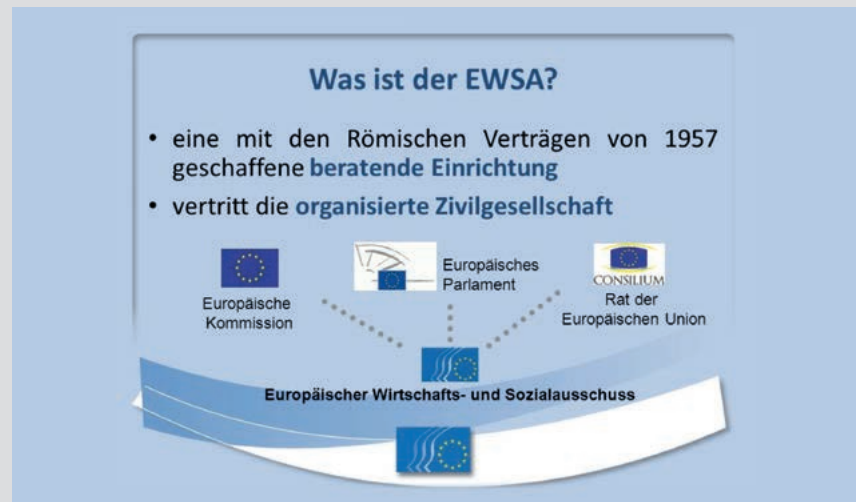 Was ist der EWSA?
• eine mit den Römischen Verträgen von 1957
geschaffene beratende Einrichtung
• vertritt die organisierte Zivilgesellschaft
Europäische
Kommission
Europäisches
Parlament
CONSILIUM
Rat der
Europäischen Union
Europäischer Wirtschafts- und Sozialausschuss